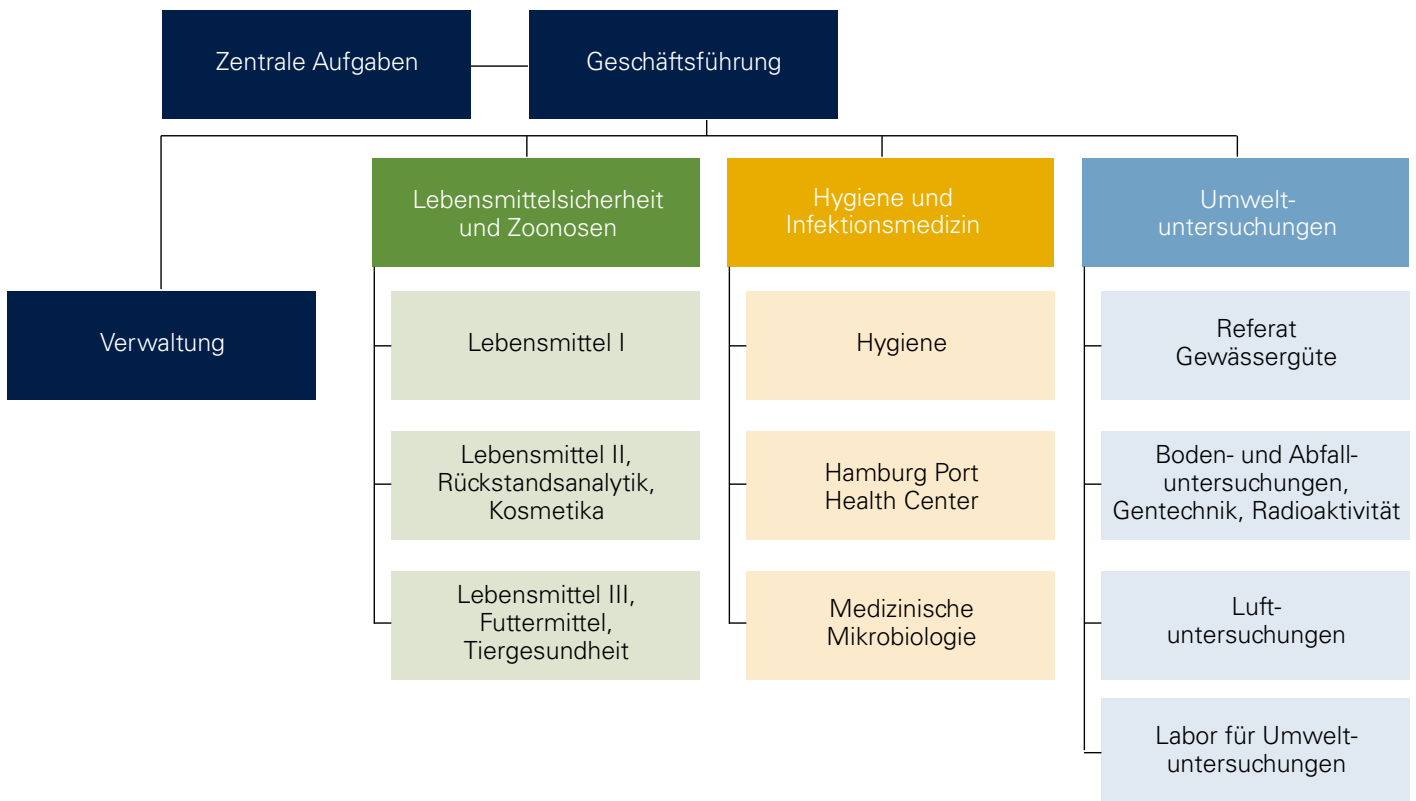 Zentrale Aufgaben
Geschäftsführung
Lebensmittelsicherheit
und Zoonosen
Hygiene und
Infektionsmedizin
Umwelt-
untersuchungen
Verwaltung
Lebensmittel I
Hygiene
Referat
Gewässergüte
Lebensmittel II,
Rückstandsanalytik,
Kosmetika
Hamburg Port
Health Center
Boden- und Abfall-
untersuchungen,
Gentechnik, Radioaktivität
Lebensmittel III,
Futtermittel,
Tiergesundheit
Medizinische
Mikrobiologie
Luft-
untersuchungen
Labor für Umwelt-
untersuchungen